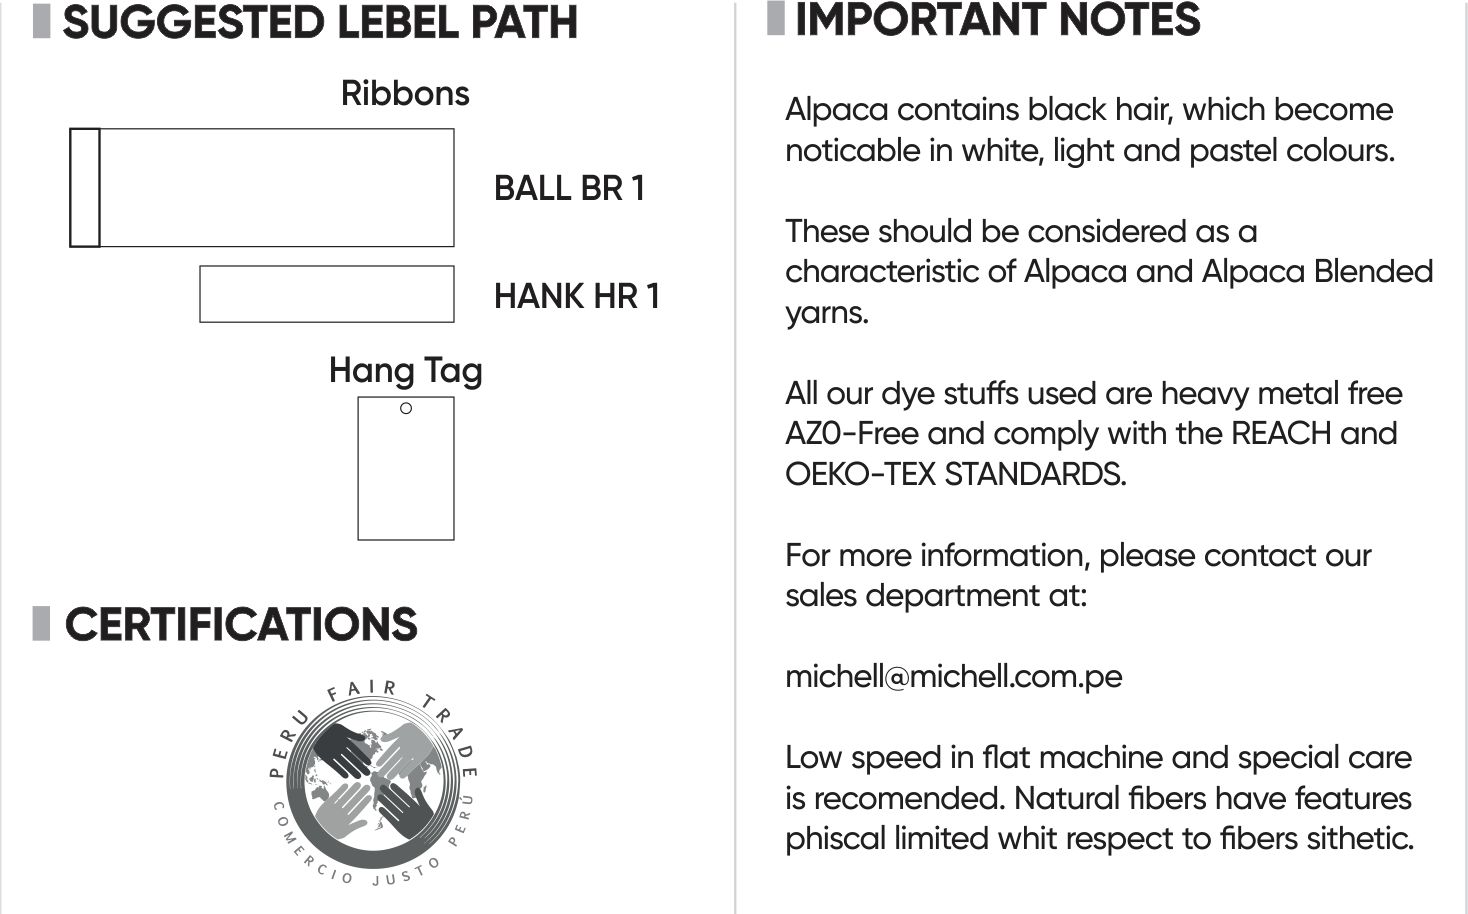 SUGGESTED LEBEL PATH
Ribbons
BALL BR 1
HANK HR 1
Hang Tag
CERTIFICATIONS
PERU FAIR TRADE
COMERCIO JUSTO PERÚ
IMPORTANT NOTES
Alpaca contains black hair, which become
noticable in white, light and pastel colours.
These should be considered as a
characteristic of Alpaca and Alpaca Blended
yarns.
All our dye stuffs used are heavy metal free
AZ0-Free and comply with the REACH and
OEKO-TEX STANDARDS.
For more information, please contact our
sales department at:
michell@michell.com.pe
Low speed in flat machine and special care
is recomended. Natural fibers have features
phiscal limited whit respect to fibers sithetic.